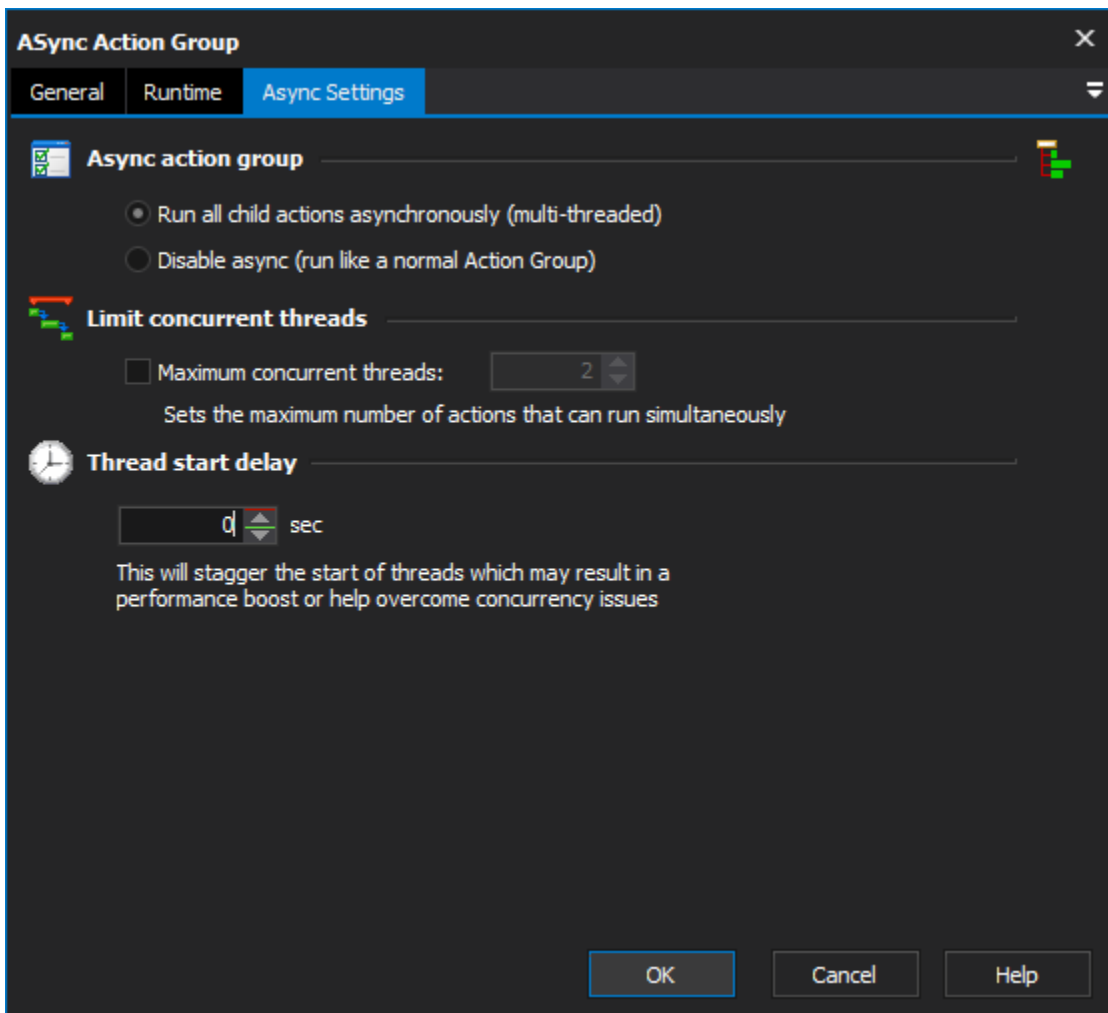 ASync Action Group
General Runtime Async Settings
Async action group
Run all child actions asynchronously (multi-threaded)
Disable async (run like a normal Action Group)
Limit concurrent threads
Maximum concurrent threads: 2
Sets the maximum number of actions that can run simultaneously
Thread start delay
0 sec
This will stagger the start of threads which may result in a
performance boost or help overcome concurrency issues
OK Cancel Help